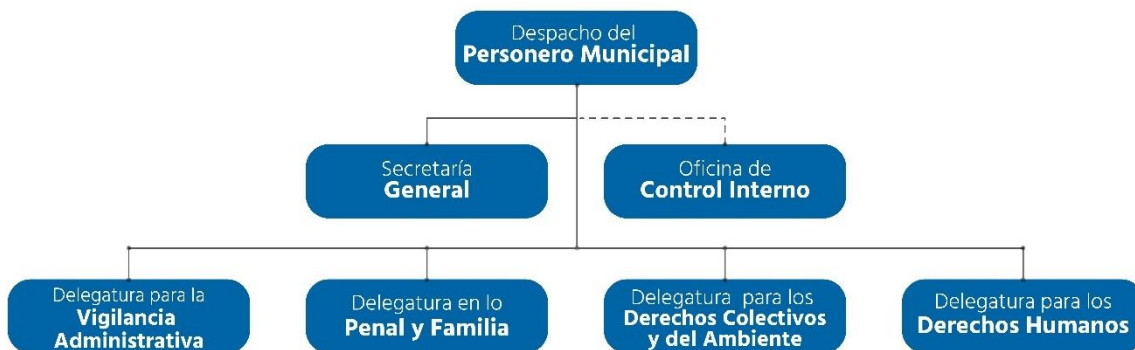 Despacho del
Personero Municipal
Secretaría
General
Oficina de
Control Interno
Delegatura para la
Vigilancia
Administrativa
Delegatura en lo
Penal y Familia
Delegatura para los
Derechos Colectivos
y del Ambiente
Delegatura para los
Derechos Humanos